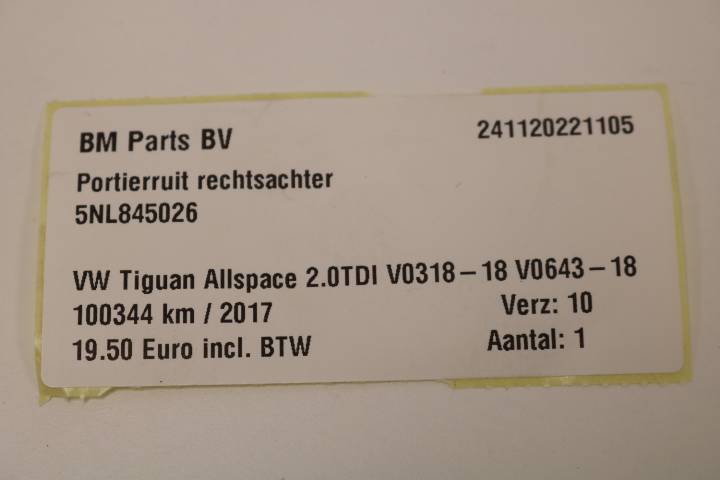 BM Parts BV 241120221105
Portierruit rechtsachter
5NL845026
VW Tiguan Allspace 2.0TDI V0318-18 V0643-18
100344 km / 2017 Verz: 10
19.50 Euro incl. BTW Aantal: 1